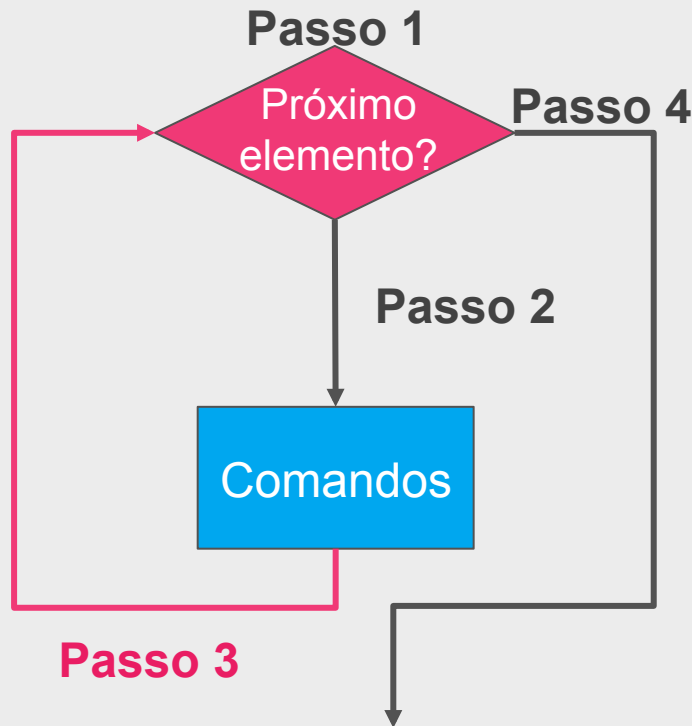 Passo 1
Próximo
elemento?
Passo 4
Passo 2
Comandos
Passo 3